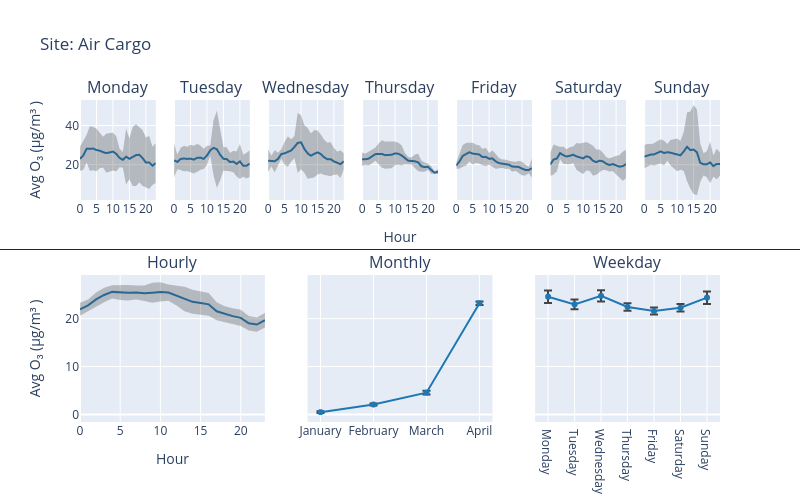 Site: Air Cargo
Monday Tuesday Wednesday Thursday Friday Saturday Sunday
Avg O₃ (µg/m³ )
40
20
0 5 10 15 20 0 5 10 15 20 0 5 10 15 20 0 5 10 15 20 0 5 10 15 20 0 5 10 15 20 0 5 10 15 20
Hour
Hourly Monthly Weekday
Avg O₃ (µg/m³ )
20
10
0
0 5 10 15 20
Hour
January February March April
Monday
Tuesday
Wednesday
Thursday
Friday
Saturday
Sunday